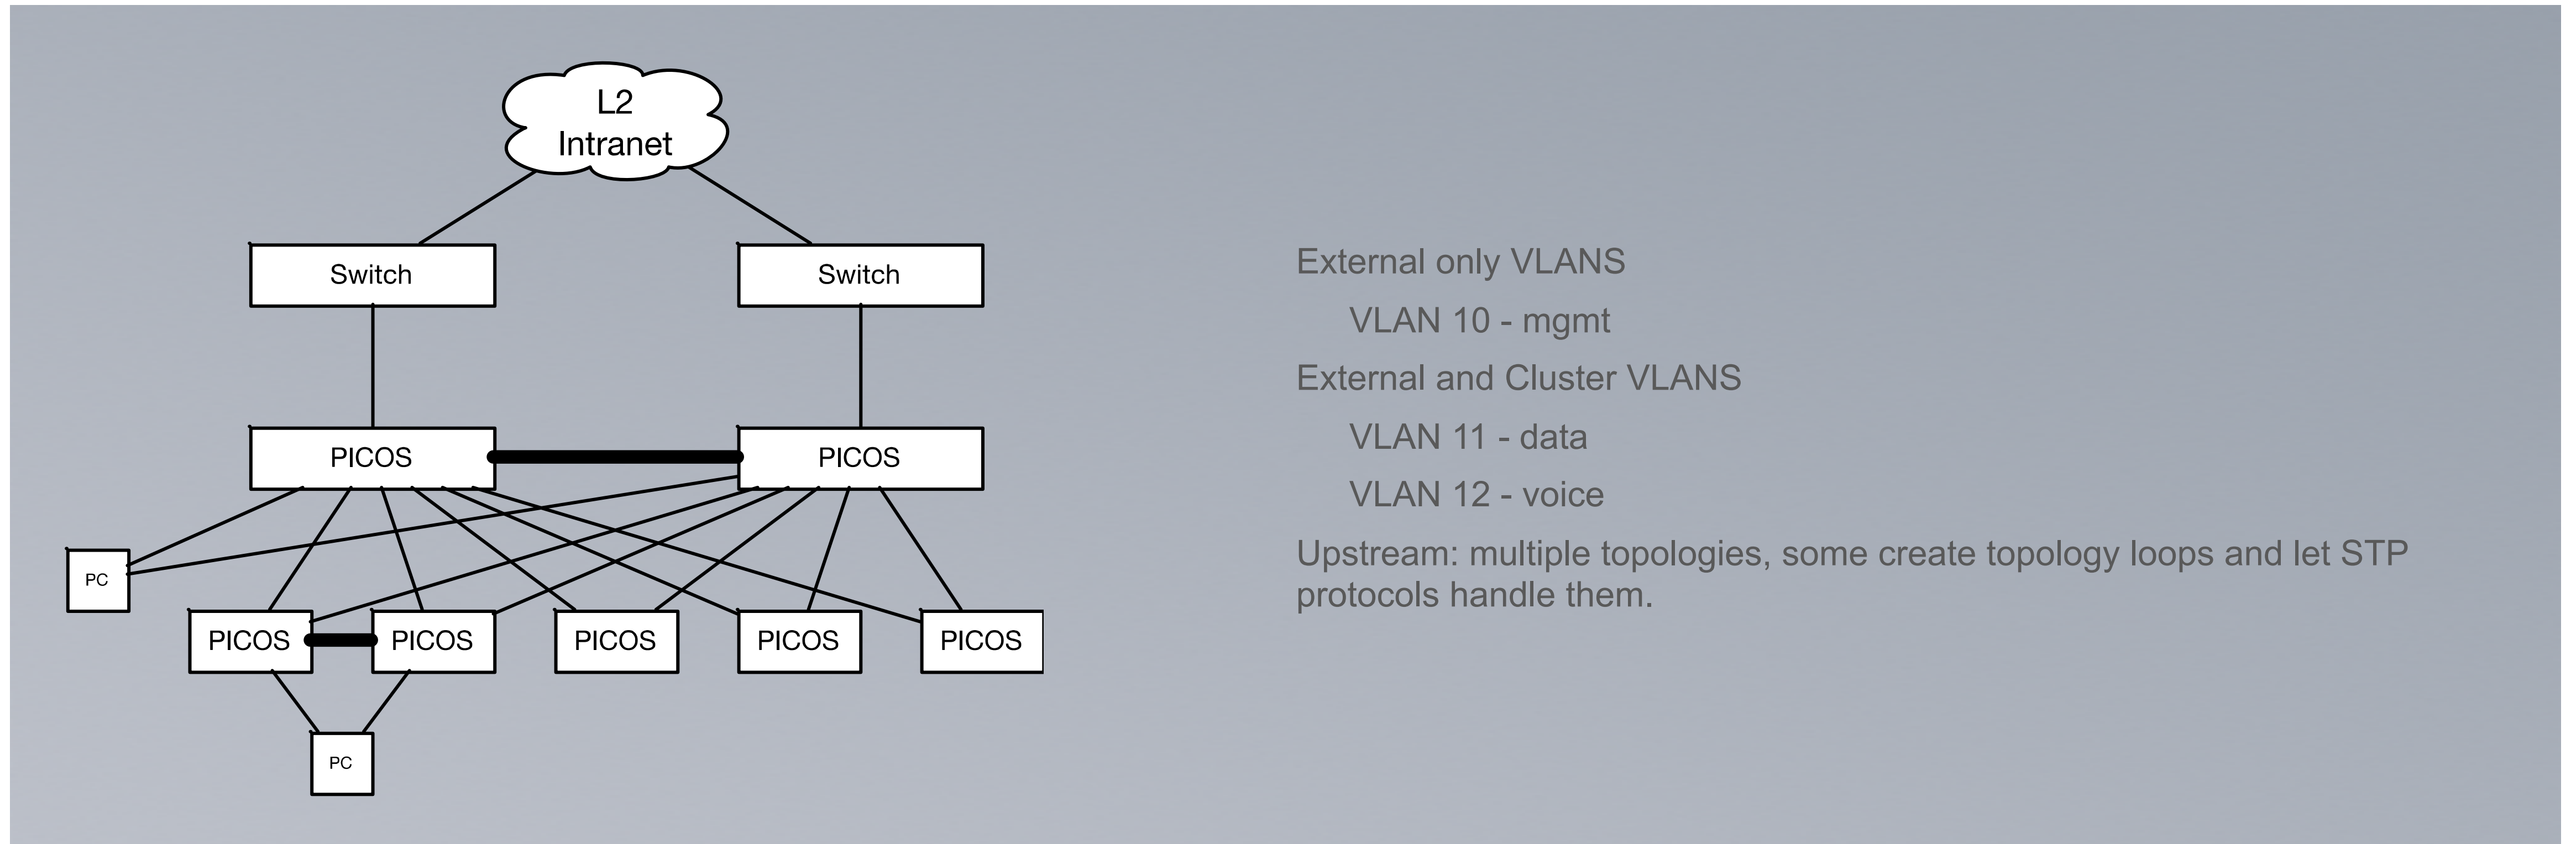 L2
Intranet
Switch
Switch
PICOS
PICOS
PC
PICOS
PICOS
PICOS
PICOS
PICOS
PC
External only VLANS
VLAN 10 - mgmt
External and Cluster VLANS
VLAN 11 - data
VLAN 12 - voice
Upstream: multiple topologies, some create topology loops and let STP
protocols handle them.